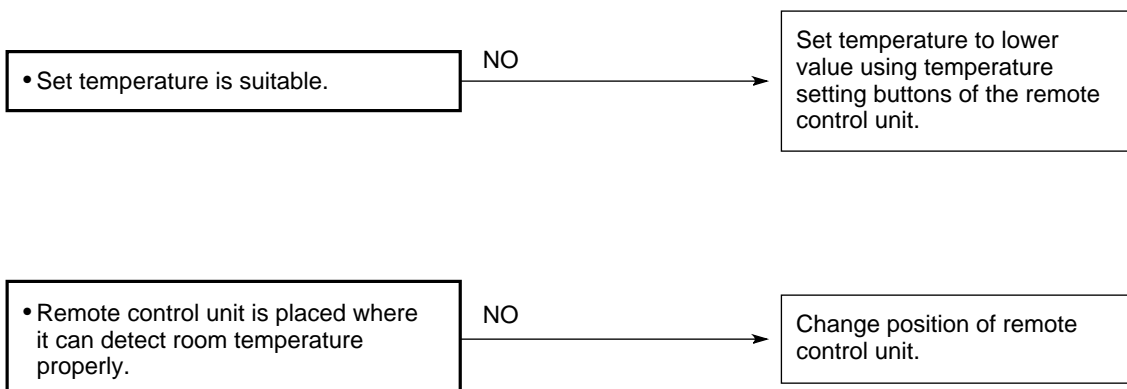 • Set temperature is suitable.
NO
Set temperature to lower
value using temperature
setting buttons of the remote
control unit.
• Remote control unit is placed where
it can detect room temperature
properly.
NO
Change position of remote
control unit.